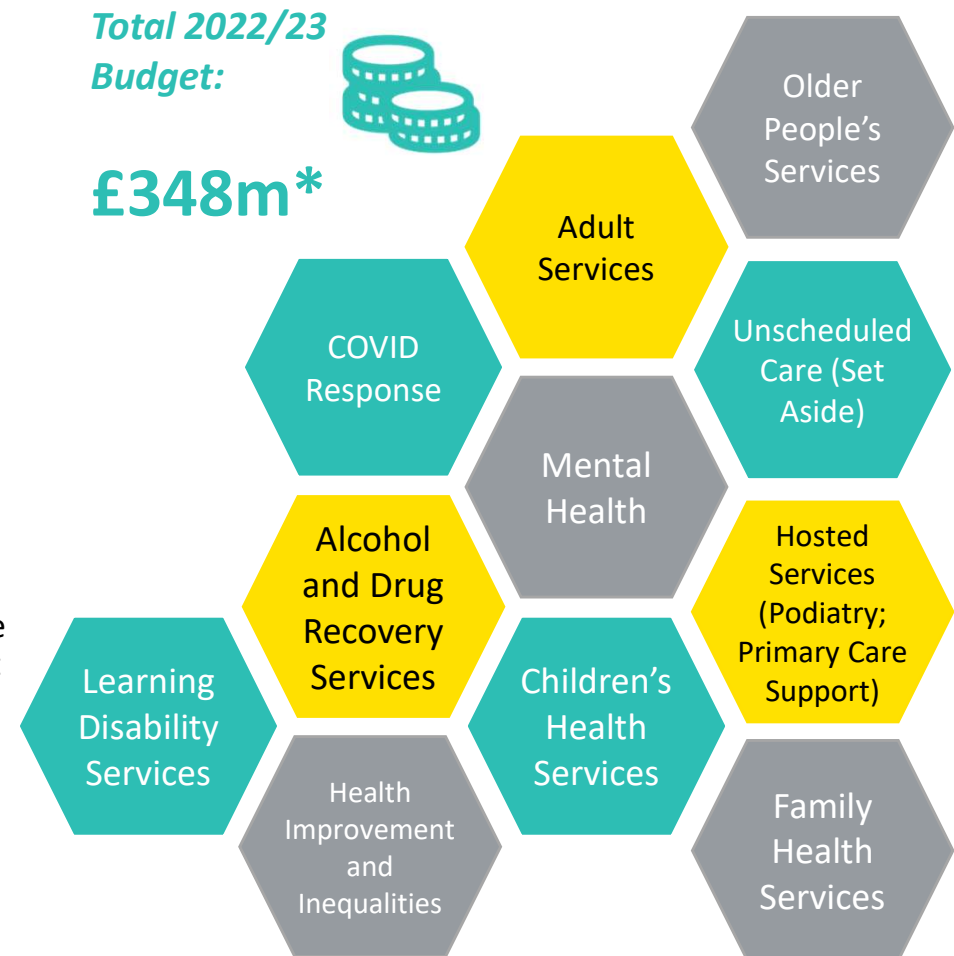 Total 2022/23
Budget:
£348m*
Older
People's
Services
Adult
Services
COVID
Response
Unscheduled
Care (Set
Aside)
Mental
Health
Alcohol
and Drug
Recovery
Services
Hosted
Services
(Podiatry;
Primary Care
Support)
Learning
Disability
Services
Children's
Health
Services
Health
Improvement
and
Inequalities
Family
Health
Services